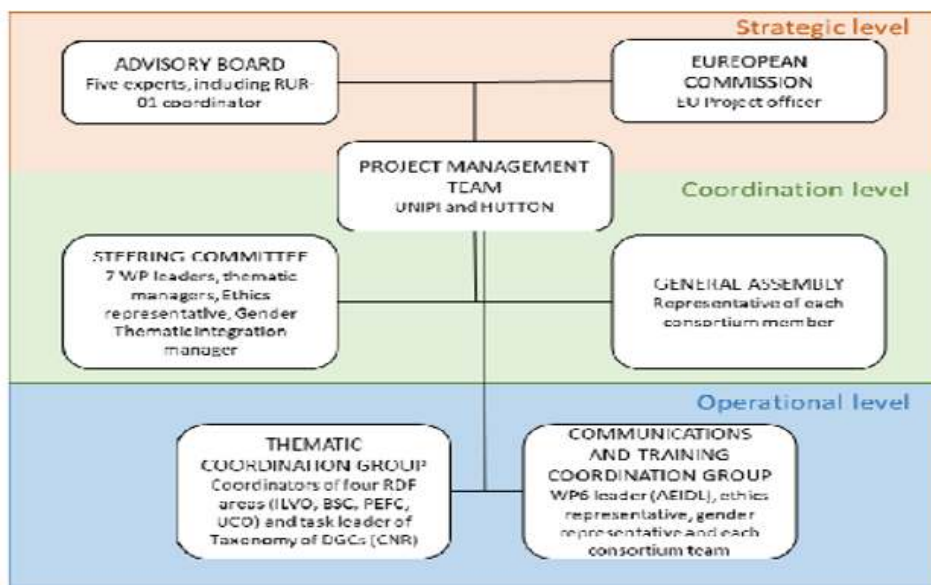 Strategic level
ADVISORY BOARD
Five experts, including RUR-
01 coordinator
EUREOPEAN
COMMISSION
EU Project officer
PROJECT MANAGEMENT
TEAM
UNIPI and HUTTON
Coordination level
STEERING COMMITTEE
7 WP leaders, thematic
managers, Ethics
representative, Gender
Thematic Integration
manager
GENERAL ASSEMBLY
Representative of each
consortium member
Operational level
THEMATIC
COORDINATION GROUP
Coordinators of four RDF
areas (ILVO, BSC, PEFC,
UCO) and task leader of
Taxonomy of DGCs (CNR)
COMMUNICATIONS
AND TRAINING
COORDINATION GROUP
WP6 leader (AEIDL), ethics
representative, gender
representative and each
consortium team